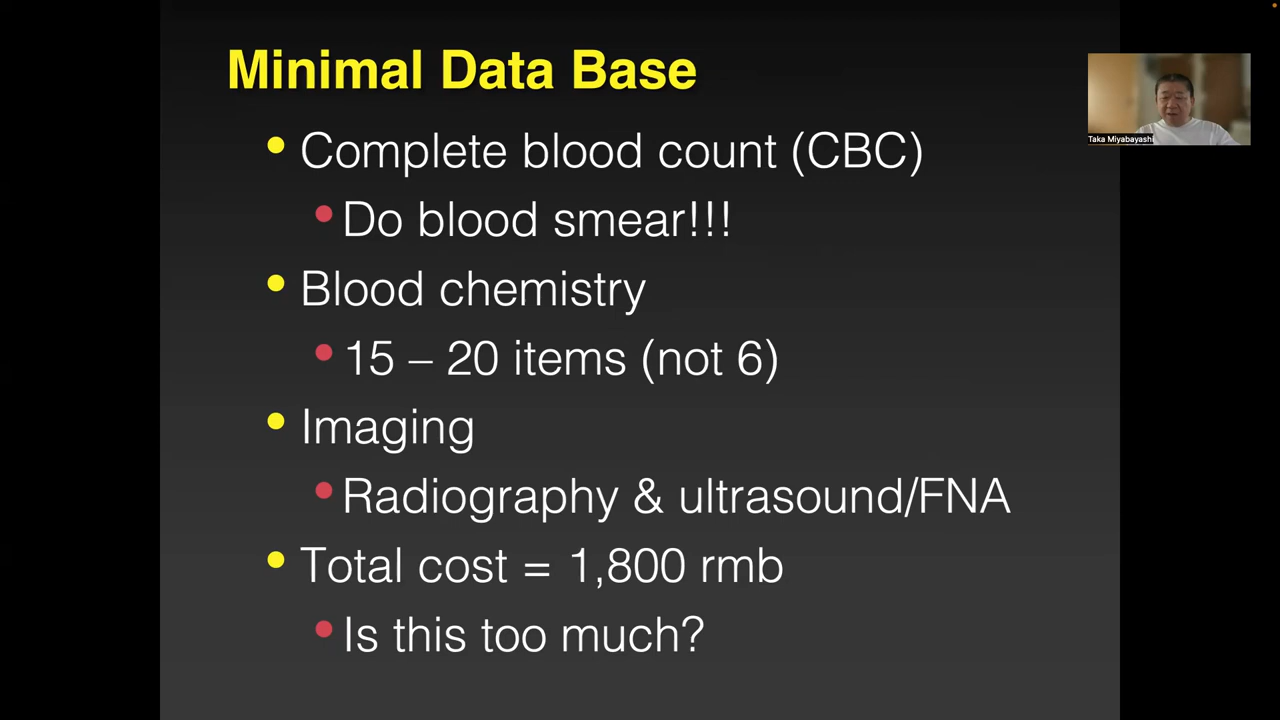 Minimal Data Base
• Complete blood count (CBC)
• Do blood smear!!!
• Blood chemistry
• 15 – 20 items (not 6)
• Imaging
• Radiography & ultrasound/FNA
• Total cost = 1,800 rmb
• Is this too much?
Taka Miyabayashi